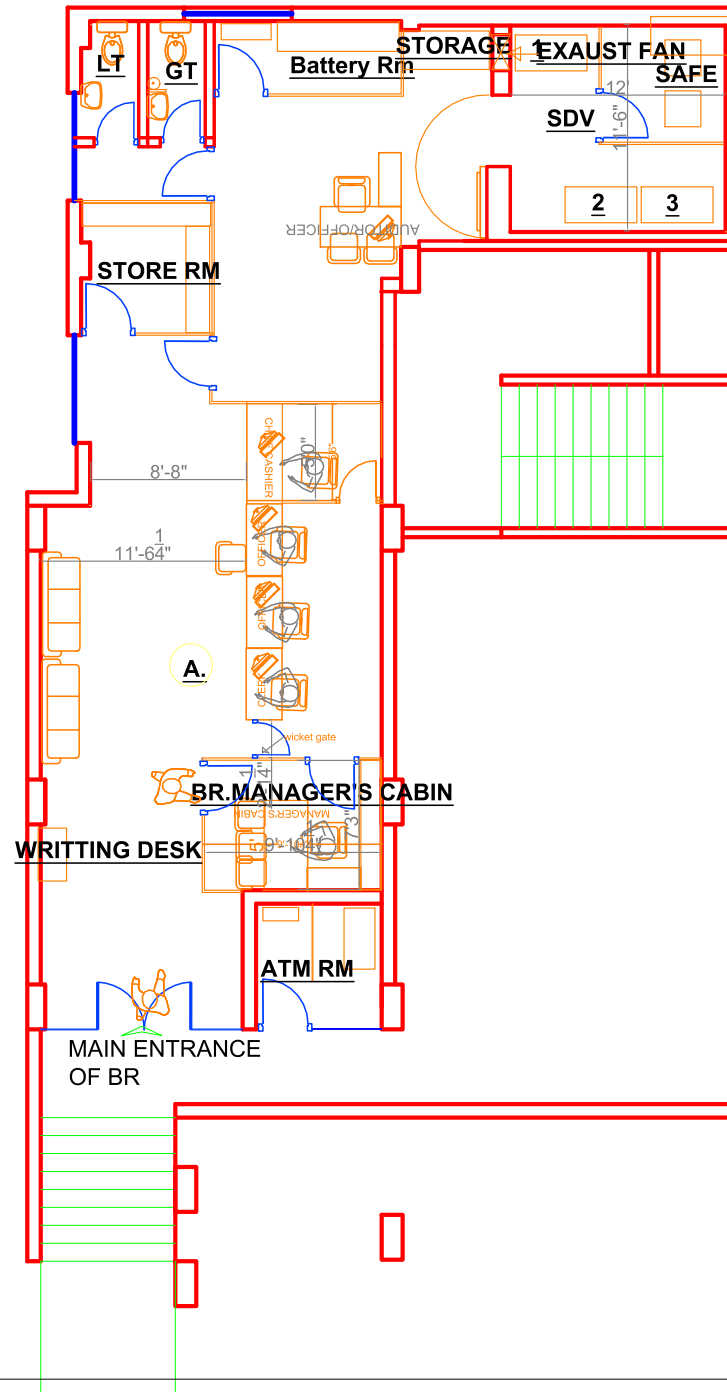 LT
GT
Battery Rm
STORAGE
1
EXAUST FAN
SAFE
12'
SDV
11'-6"
2
3
AUDITOR/OFFICER
STORE RM
CASHIER
8'-8"
1
11'-64"
A.
wicket gate
BR.MANAGER'S CABIN
MANAGER'S CABIN
7'3"
WRITTING DESK
ATM RM
MAIN ENTRANCE
OF BR